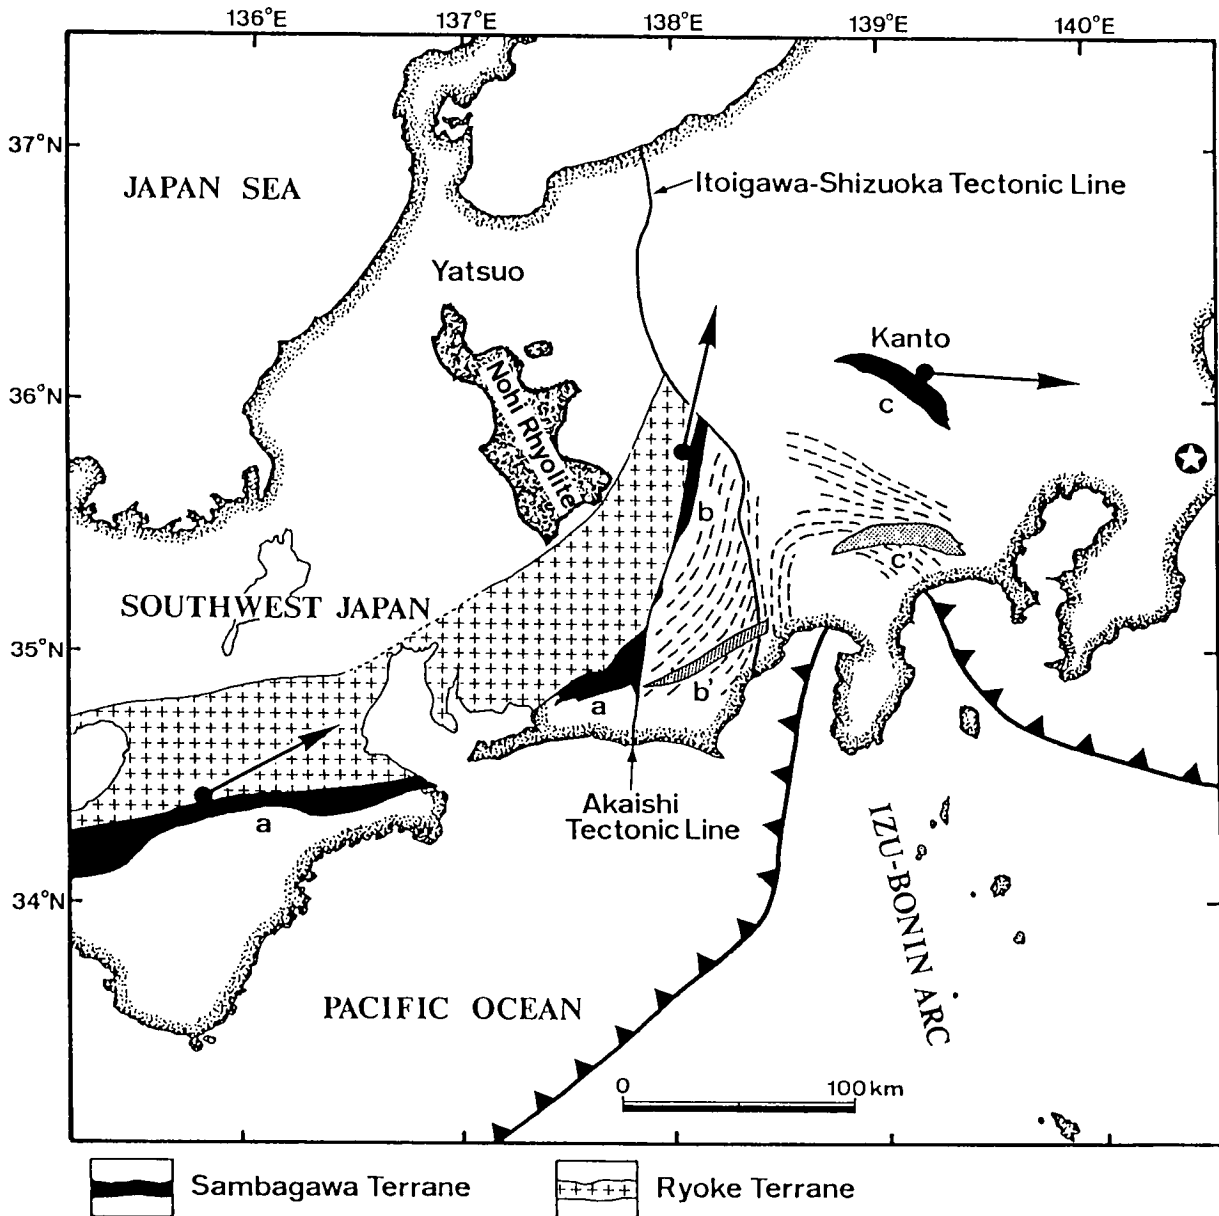 136°E
137°E
138°E
139°E
140°E
37°N
JAPAN SEA
Itoigawa-Shizuoka Tectonic Line
Yatsuo
Kanto
36°N
Nohi Rhyolite
c
b
c'
SOUTHWEST JAPAN
35°N
b'
a
Akaishi
Tectonic Line
a
IZU-BONIN ARC
34°N
PACIFIC OCEAN
0
100 km
Sambagawa Terrane
Ryoke Terrane